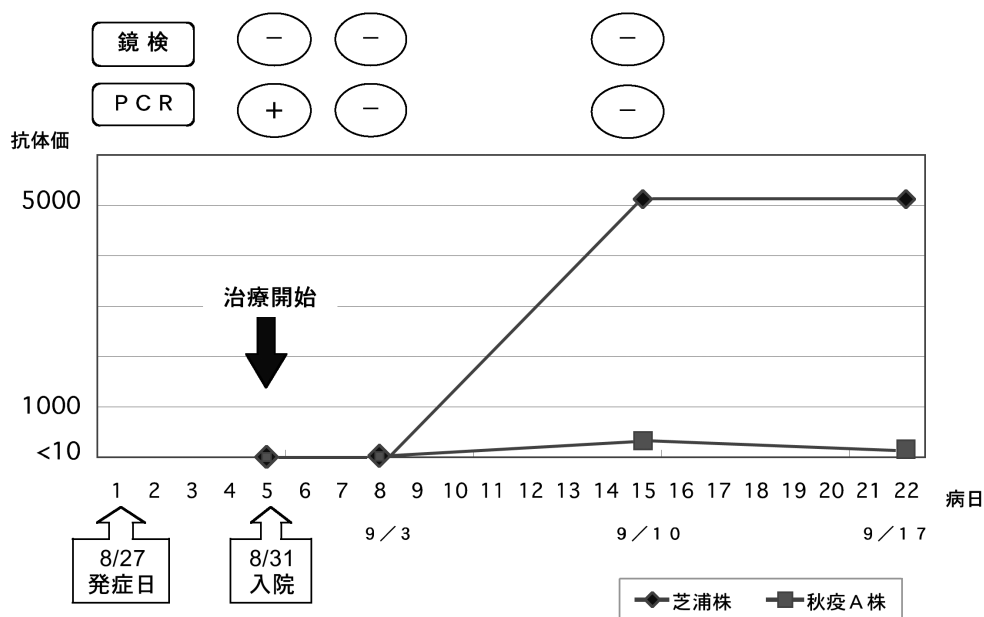 鏡検 － － －
ＰＣＲ ＋ － －
抗体価
5000
治療開始
1000
<10
1 2 3 4 5 6 7 8 9 10 11 12 13 14 15 16 17 18 19 20 21 22 病日
９／３ ９／１０ ９／１７
8/27
発症日
8/31
入院
芝浦株 秋疫Ａ株